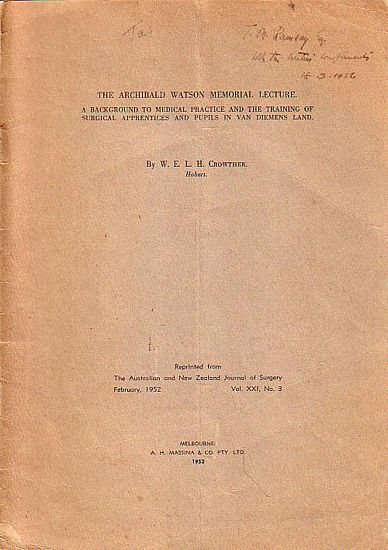 T. M. Ramsay
with the writers compliments
3. 1956
THE ARCHIBALD WATSON MEMORIAL LECTURE.
A BACKGROUND TO MEDICAL PRACTICE AND THE TRAINING OF
SURGICAL APPRENTICES AND PUPILS IN VAN DIEMENS LAND.
By W. E. L. H. CROWTHER.
Hobart.
Reprinted from
The Australian and New Zealand Journal of Surgery
February, 1952 Vol. XXI, No. 3
MELBOURNE:
A. H. MASSINA & CO. PTY. LTD.
1952